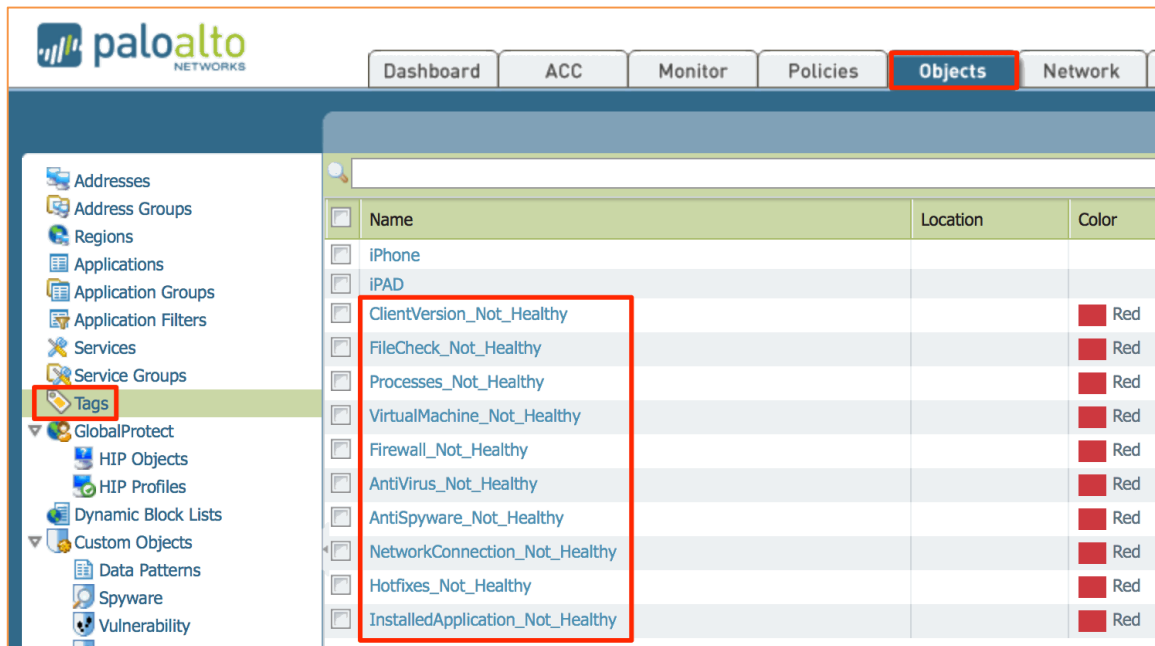 paloalto
NETWORKS
Dashboard ACC Monitor Policies Objects Network
Addresses
Address Groups
Regions
Applications
Application Groups
Application Filters
Services
Service Groups
Tags
GlobalProtect
HIP Objects
HIP Profiles
Dynamic Block Lists
Custom Objects
Data Patterns
Spyware
Vulnerability
Name Location Color
iPhone
iPAD
ClientVersion_Not_Healthy Red
FileCheck_Not_Healthy Red
Processes_Not_Healthy Red
VirtualMachine_Not_Healthy Red
Firewall_Not_Healthy Red
AntiVirus_Not_Healthy Red
AntiSpyware_Not_Healthy Red
NetworkConnection_Not_Healthy Red
Hotfixes_Not_Healthy Red
InstalledApplication_Not_Healthy Red